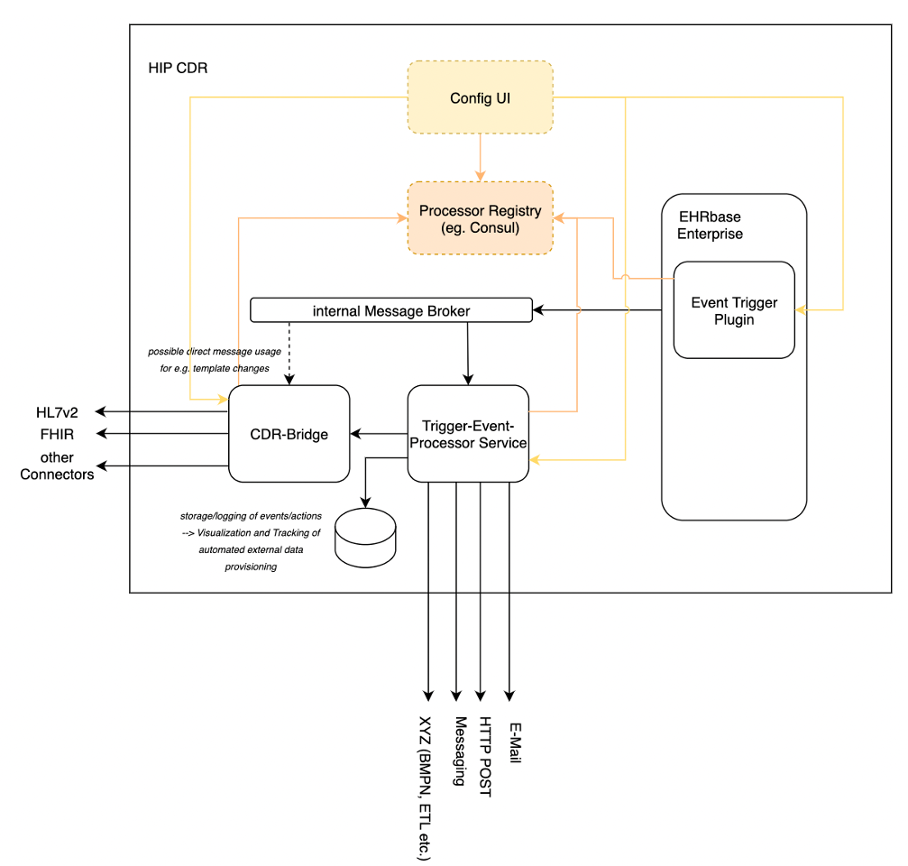 HIP CDR
Config UI
Processor Registry
(eg. Consul)
EHRbase
Enterprise
Event Trigger
Plugin
internal Message Broker
possible direct message usage
for e.g. template changes
HL7v2
FHIR
other
Connectors
CDR-Bridge
Trigger-Event-
Processor Service
storage/logging of events/actions
--> Visualization and Tracking of
automated external data
provisioning
XYZ (BMPN, ETL etc.)
Messaging
HTTP POST
E-Mail